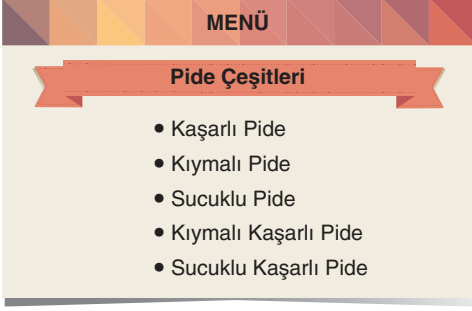 MENÜ
Pide Çeşitleri
• Kaşarlı Pide
• Kıymalı Pide
• Sucuklu Pide
• Kıymalı Kaşarlı Pide
• Sucuklu Kaşarlı Pide